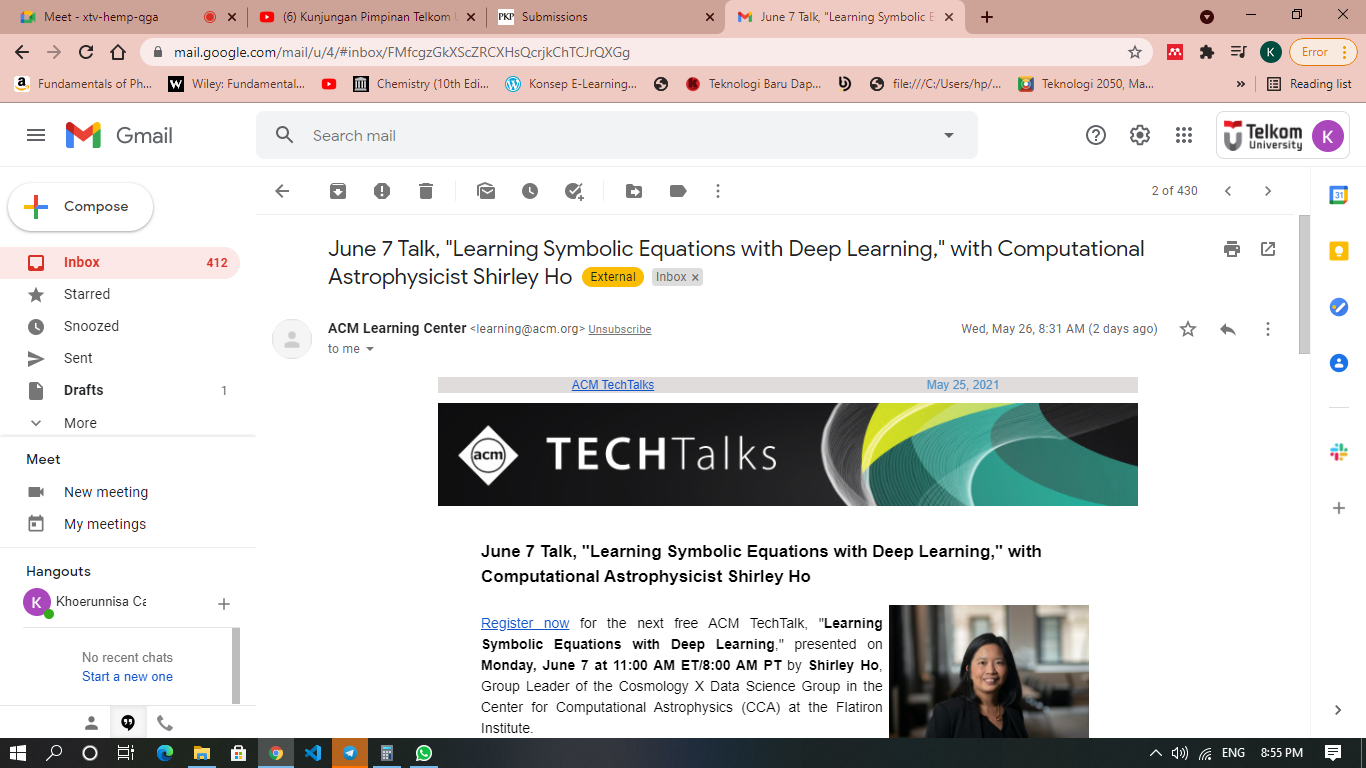 Meet - xtv-hemp-qga
(6) Kunjungan Pimpinan Telkom U
PKP Submissions
June 7 Talk, "Learning Symbolic E
mail.google.com/mail/u/4/#inbox/FMfcgzGkXScZRCXHsQcrjkChTCJrQXGg
K
Error
Fundamentals of Ph...
Wiley: Fundamental...
Chemistry (10th Edi...
Konsep E-Learning...
Teknologi Baru Dap...
file:///C:/Users/hp/...
Teknologi 2050, Ma...
»
Reading list
Gmail
Search mail
Telkom
University
K
Compose
2 of 430
Inbox 412
Starred
Snoozed
Sent
Drafts 1
More
Meet
New meeting
My meetings
Hangouts
K Khoerunnisa Ca
No recent chats
Start a new one
June 7 Talk, "Learning Symbolic Equations with Deep Learning," with Computational
Astrophysicist Shirley Ho External Inbox ×
ACM Learning Center <learning@acm.org> Unsubscribe
Wed, May 26, 8:31 AM (2 days ago)
to me
ACM TechTalks May 25, 2021
acm TECHTalks
June 7 Talk, "Learning Symbolic Equations with Deep Learning," with
Computational Astrophysicist Shirley Ho
Register now for the next free ACM TechTalk, "Learning
Symbolic Equations with Deep Learning," presented on
Monday, June 7 at 11:00 AM ET/8:00 AM PT by Shirley Ho,
Group Leader of the Cosmology X Data Science Group in the
Center for Computational Astrophysics (CCA) at the Flatiron
Institute.
31
ENG 8:55 PM